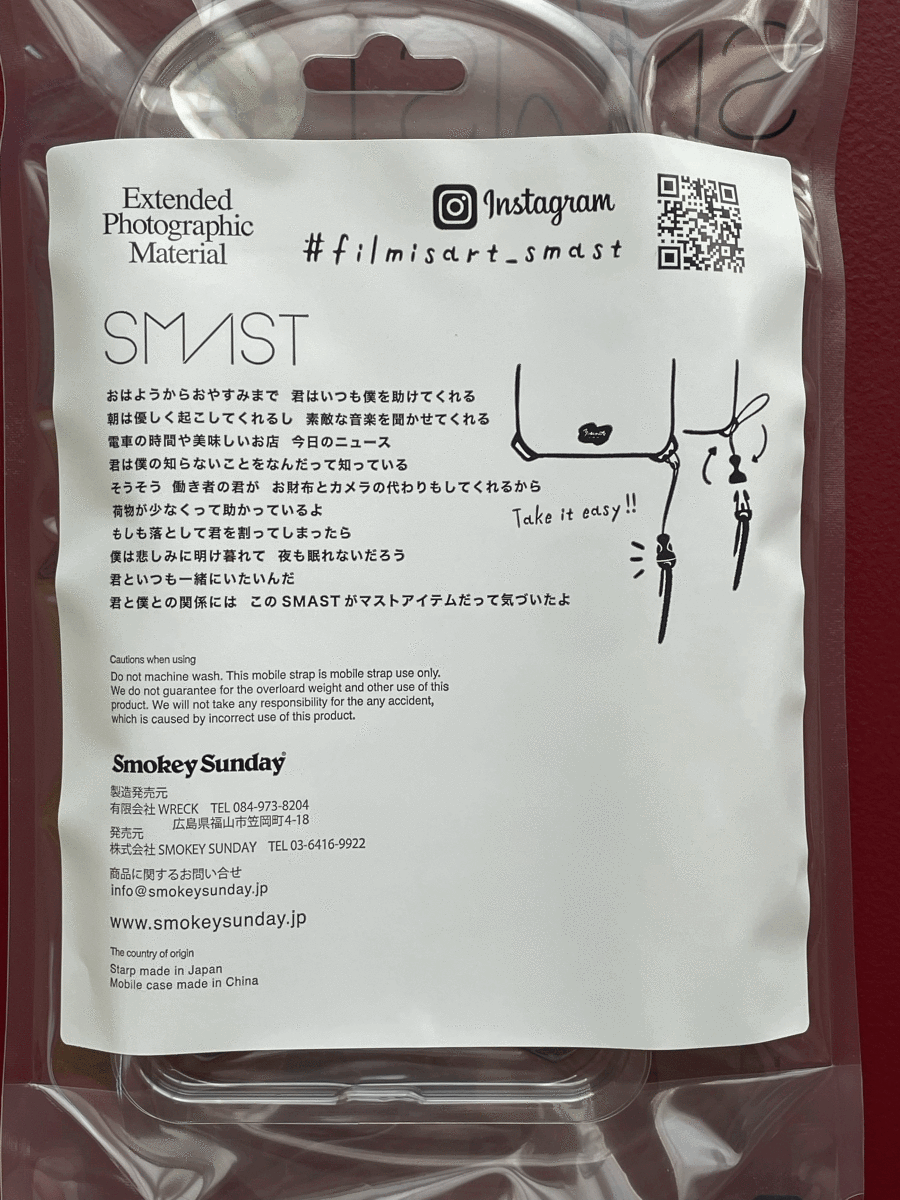 SMAST
Extended
Photographic
Material
Instagram
#filmisart_smast
SMAST
おはようからおやすみまで 君はいつも僕を助けてくれる
朝は優しく起こしてくれるし 素敵な音楽を聞かせてくれる
電車の時間や美味しいお店 今日のニュース
君は僕の知らないことをなんだって知っている
そうそう 働き者の君が お財布とカメラの代わりもしてくれるから
荷物が少なくって助かっているよ
もしも落として君を割ってしまったら
僕は悲しみに明け暮れて 夜も眠れないだろう
君といつも一緒にいたいんだ
君と僕との関係には この SMAST がマストアイテムだって気づいたよ
Take it easy!!
Cautions when using
Do not machine wash. This mobile strap is mobile strap use only.
We do not guarantee for the overloard weight and other use of this
product. We will not take any responsibility for the any accident,
which is caused by incorrect use of this product.
Smokey Sunday®
製造発売元
有限会社 WRECK TEL 084-973-8204
広島県福山市笠岡町4-18
発売元
株式会社 SMOKEY SUNDAY TEL 03-6416-9922
商品に関するお問い合せ
info@smokeysunday.jp
www.smokeysunday.jp
The country of origin
Starp made in Japan
Mobile case made in China